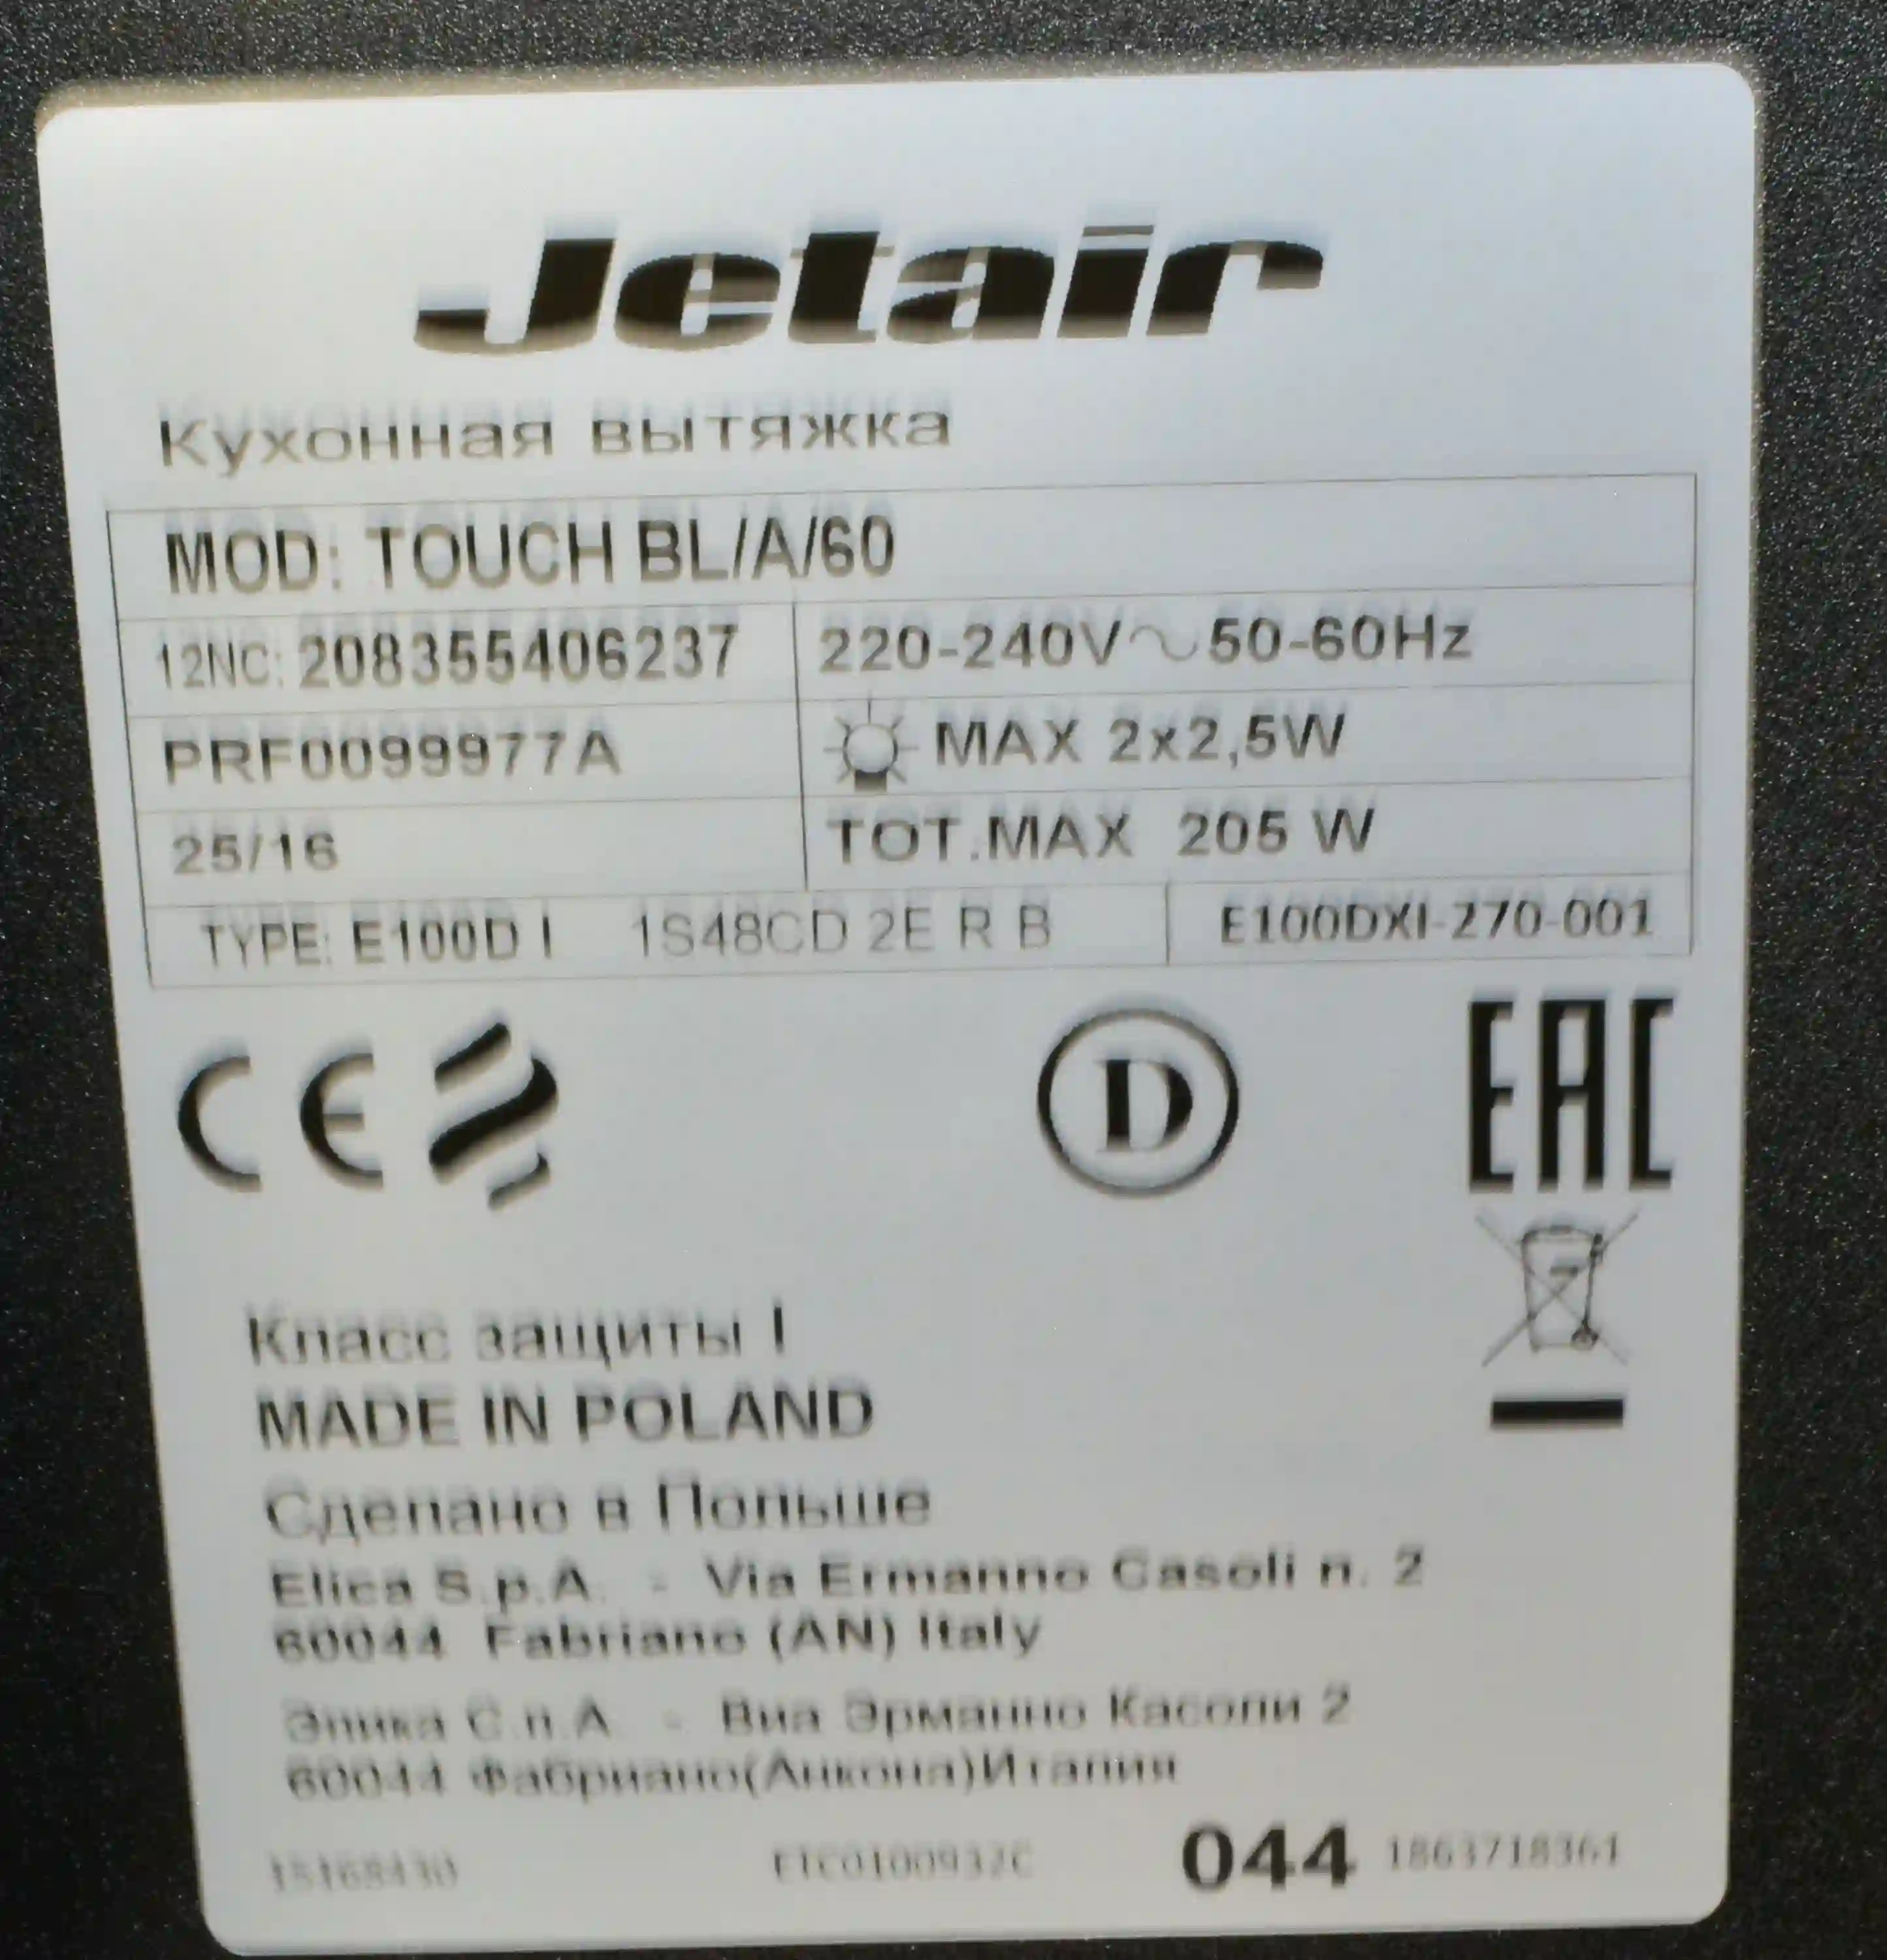 Jetair
Кухонная вытяжка
MOD: TOUCH BL/A/60
12NC: 208355406237
220-240V~50-60Hz
PRF0099977A
MAX 2x2,5W
25/16
TOT.MAX 205 W
TYPE: E100D I 1S48CD 2E R B
E100DXI-270-001
CE
D
EAC
Класс защиты I
MADE IN POLAND
Сделано в Польше
Elica S.p.A. - Via Ermanno Casoli n. 2
60044 Fabriano (AN) Italy
Элика С.п.А. - Виа Эрманно Касоли 2
60044 Фабриано(Анкона)Италия
15168430
ETC0100932C
044 1863718361